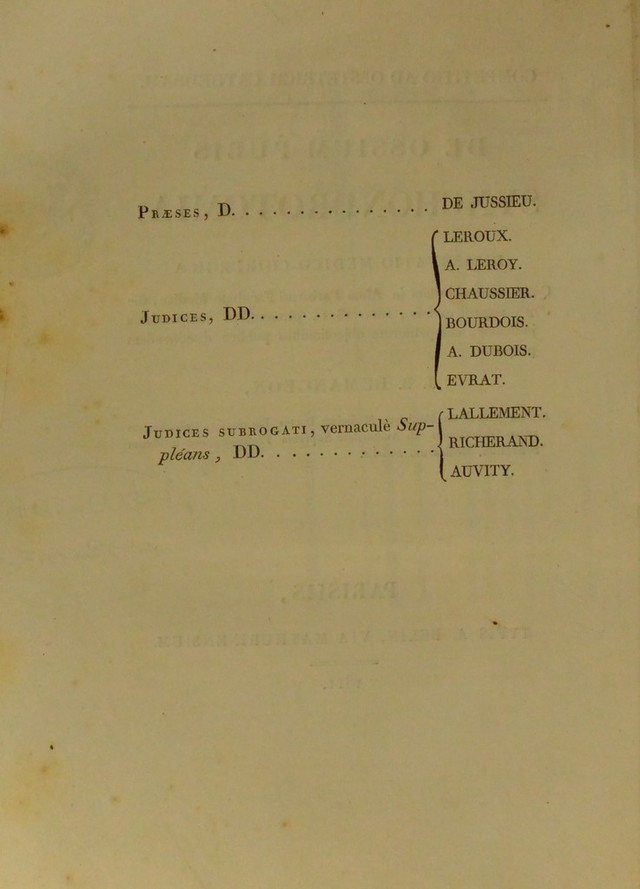 PRÆSES, D. . . . . . . . . . . . . . . DE JUSSIEU.
JUDICES, DD. . . . . . . . . . . . . .
LEROUX.
A. LEROY.
CHAUSSIER.
BOURDOIS.
A. DUBOIS.
EVRAT.
JUDICES SUBROGATI, vernaculè Sup-
pléans, DD. . . . . . . . . . . .
LALLEMENT.
RICHERAND.
AUVITY.